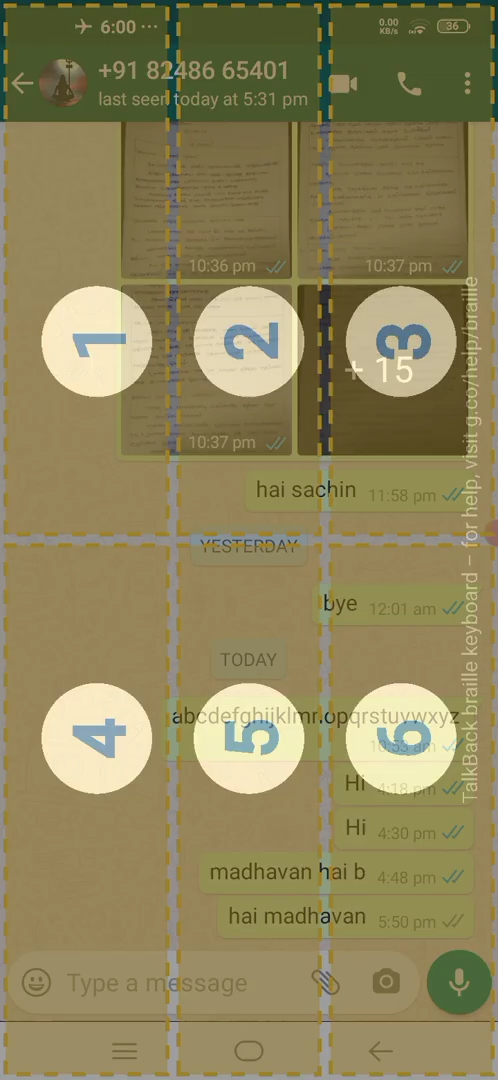 6:00 ...
0.00 KB/s
36
+91 82486 65401
last seen today at 5:31 pm
10:36 pm
10:37 pm
1
2
3
+ 15
10:37 pm
hai sachin 11:58 pm
YESTERDAY
bye 12:01 am
TODAY
abcdefghijklmnopqrstuvwxyz
10:53 am
4
5
6
Hi 4:18 pm
Hi 4:30 pm
madhavan hai b 4:48 pm
hai madhavan 5:50 pm
Type a message
TalkBack braille keyboard – for help, visit g.co/help/braille